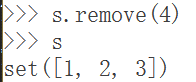 >>> s.remove(4)
>>> s
set([1, 2, 3])